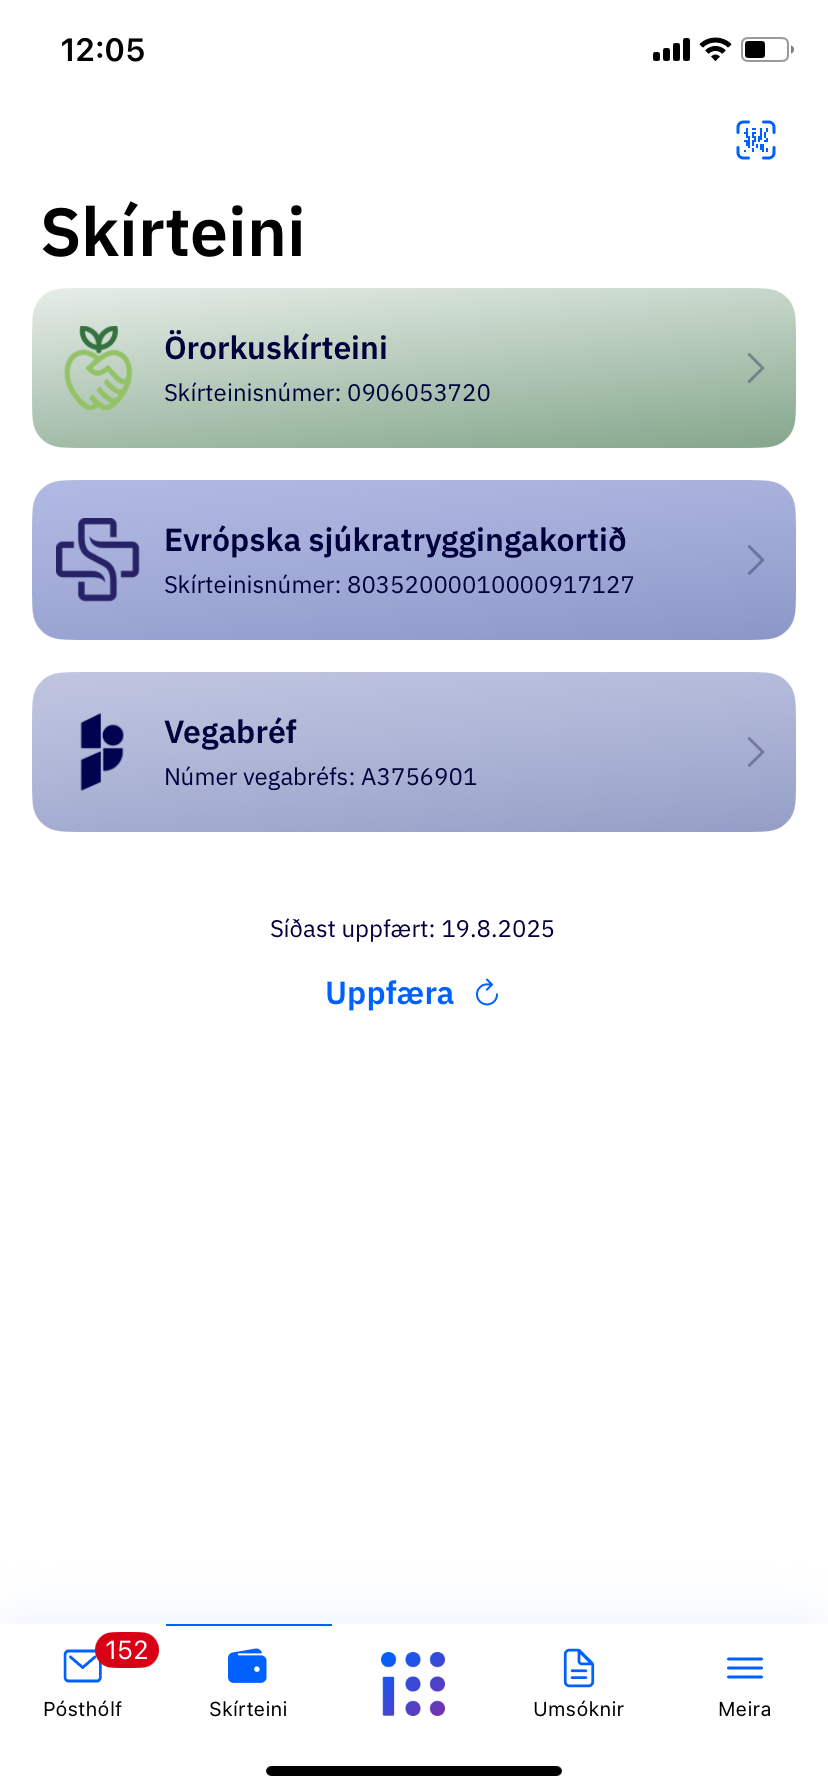 12:05
Skírteini
Örorkuskírteini
Skírteinisnúmer: 0906053720
Evrópska sjúkratryggingakortið
Skírteinisnúmer: 80352000010000917127
Vegabréf
Númer vegabréfs: A3756901
Síðast uppfært: 19.8.2025
Uppfæra
152
Pósthólf
Skírteini
Umsóknir
Meira